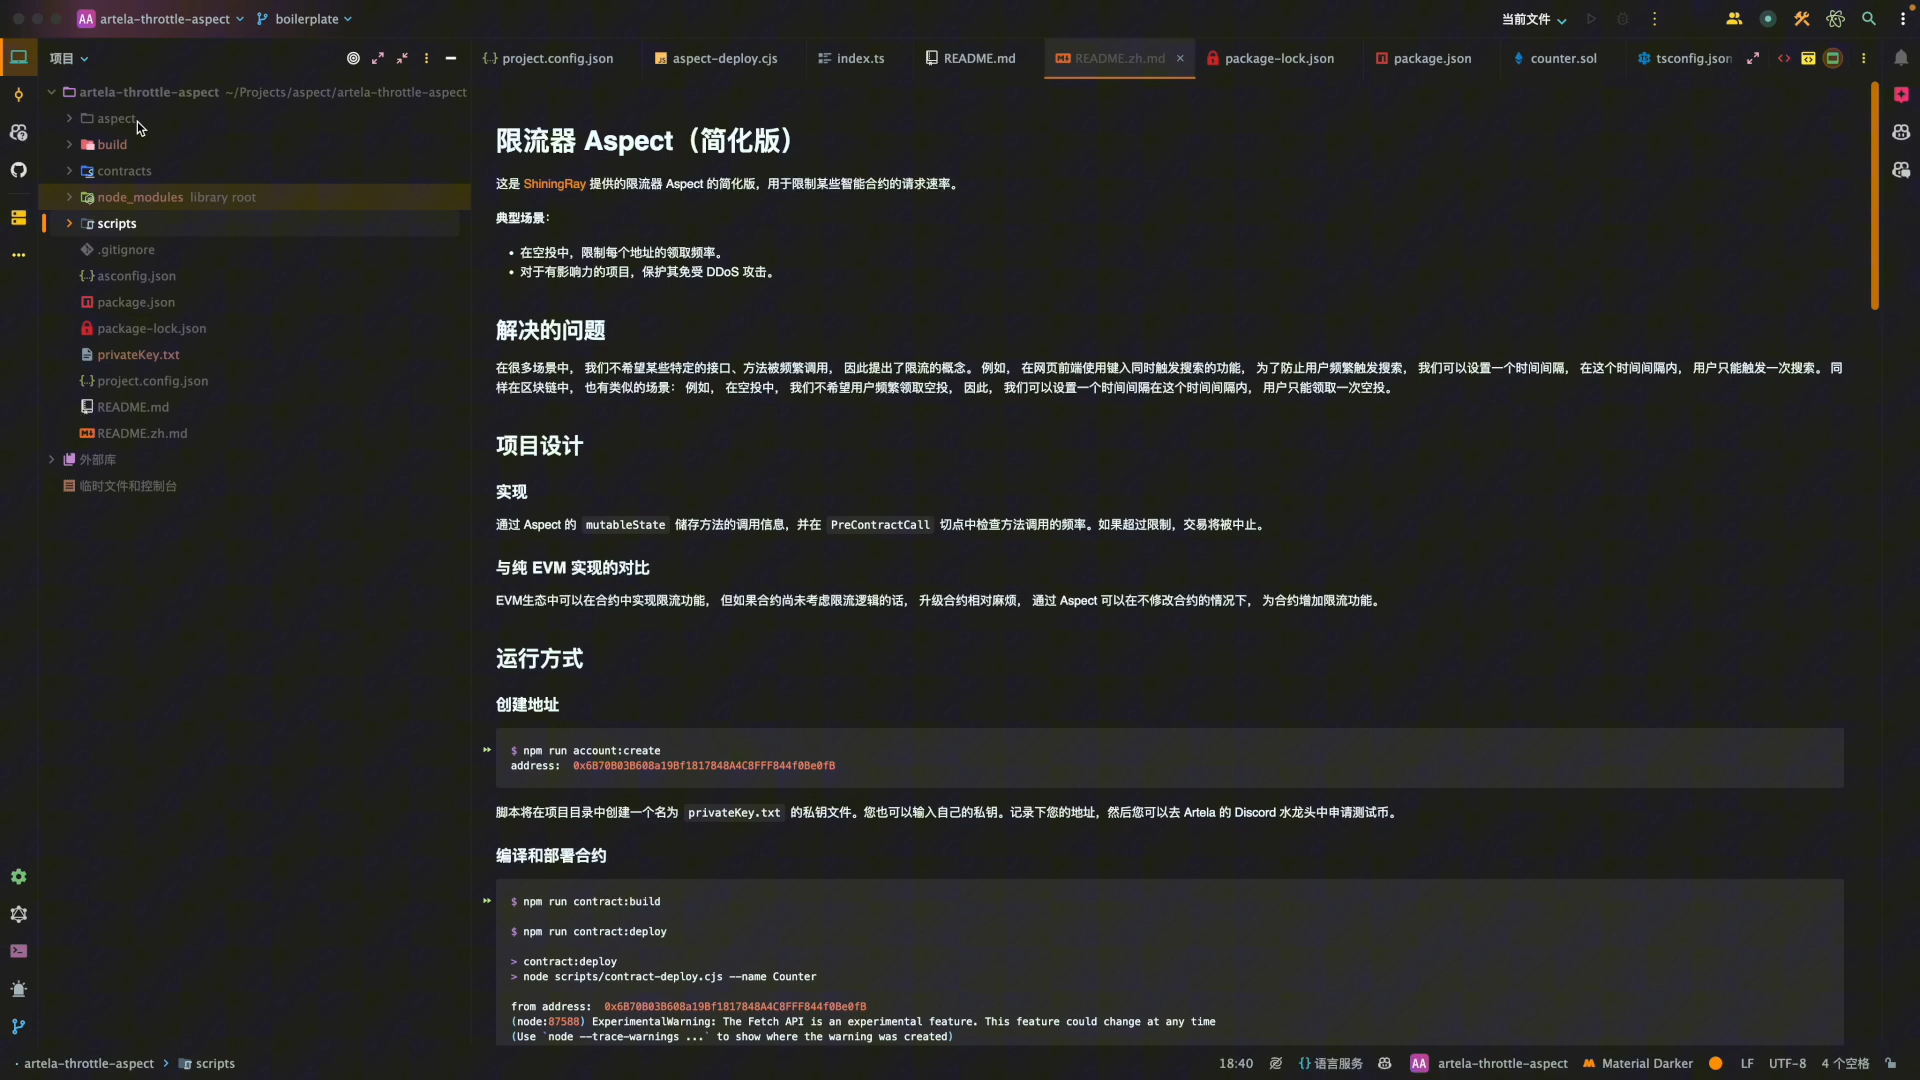 AA artela-throttle-aspect boilerplate 当前文件
项目
project.config.json aspect-deploy.cjs index.ts README.md README.zh.md package-lock.json package.json counter.sol tsconfig.json
artela-throttle-aspect ~/Projects/aspect/artela-throttle-aspect
aspect
build
contracts
node_modules library root
scripts
.gitignore
asconfig.json
package.json
package-lock.json
privateKey.txt
project.config.json
README.md
README.zh.md
外部库
临时文件和控制台
限流器 Aspect（简化版）
这是 ShiningRay 提供的限流器 Aspect 的简化版，用于限制某些智能合约的请求速率。
典型场景：
• 在空投中，限制每个地址的领取频率。
• 对于有影响力的项目，保护其免受 DDoS 攻击。
解决的问题
在很多场景中， 我们不希望某些特定的接口、方法被频繁调用， 因此提出了限流的概念。 例如， 在网页前端使用键入同时触发搜索的功能， 为了防止用户频繁触发搜索， 我们可以设置一个时间间隔， 在这个时间间隔内， 用户只能触发一次搜索。 同
样在区块链中， 也有类似的场景： 例如， 在空投中， 我们不希望用户频繁领取空投， 因此， 我们可以设置一个时间间隔在这个时间间隔内， 用户只能领取一次空投。
项目设计
实现
通过 Aspect 的 mutableState 储存方法的调用信息，并在 PreContractCall 切点中检查方法调用的频率。如果超过限制，交易将被中止。
与纯 EVM 实现的对比
EVM生态中可以在合约中实现限流功能， 但如果合约尚未考虑限流逻辑的话， 升级合约相对麻烦， 通过 Aspect 可以在不修改合约的情况下， 为合约增加限流功能。
运行方式
创建地址
$ npm run account:create
address: 0x6B70B03B608a19Bf1817848A4C8FFF844f0Be0fB
脚本将在项目目录中创建一个名为 privateKey.txt 的私钥文件。您也可以输入自己的私钥。记录下您的地址，然后您可以去 Artela 的 Discord 水龙头中申请测试币。
编译和部署合约
$ npm run contract:build
$ npm run contract:deploy
> contract:deploy
> node scripts/contract-deploy.cjs --name Counter
from address: 0x6B70B03B608a19Bf1817848A4C8FFF844f0Be0fB
(node:87588) ExperimentalWarning: The Fetch API is an experimental feature. This feature could change at any time
(Use `node --trace-warnings ...` to show where the warning was created)
artela-throttle-aspect > scripts 18:40 {} 语言服务 AA artela-throttle-aspect Material Darker LF UTF-8 4 个空格